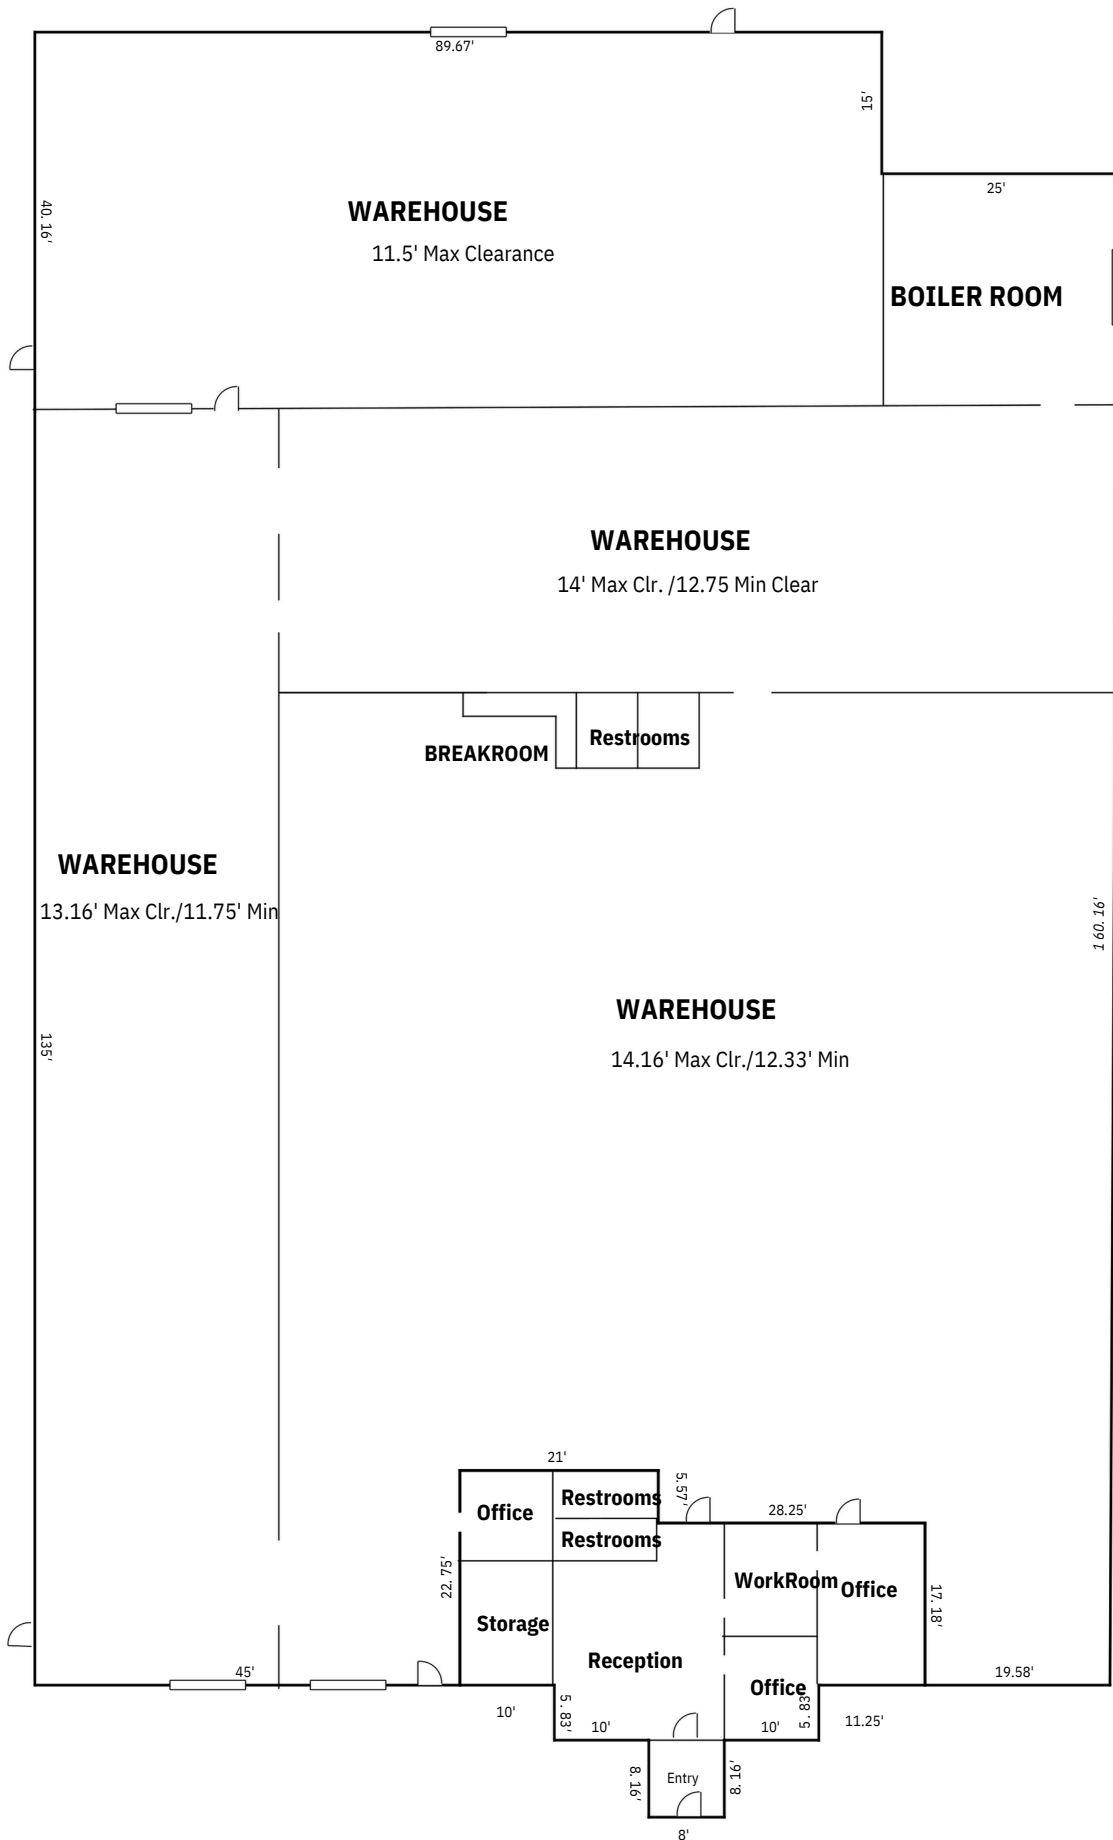 89.67'
15'
25'
40.16'
WAREHOUSE
11.5' Max Clearance
BOILER ROOM
WAREHOUSE
14' Max Clr. /12.75 Min Clear
Restrooms
BREAKROOM
WAREHOUSE
13.16' Max Clr./11.75' Min
160.16'
WAREHOUSE
14.16' Max Clr./12.33' Min
135'
21'
5.57'
28.25'
Office
Restrooms
Restrooms
22.75'
WorkRoom
Office
17.18'
Storage
Reception
45'
Office
19.58'
10'
5.83'
10'
10'
5.83
11.25'
8.16'
Entry
8.16'
8'